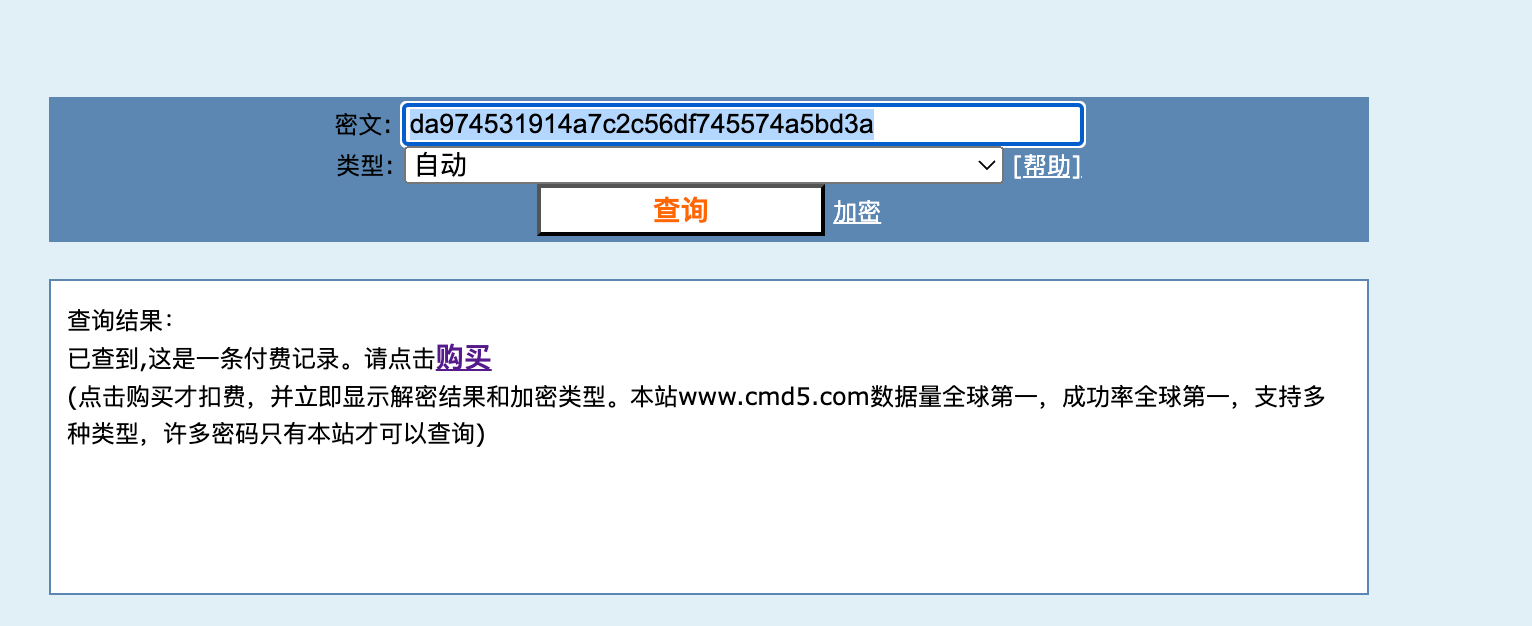 密文: da974531914a7c2c56df745574a5bd3a
类型: 自动 [帮助]
查询 加密
查询结果：
已查到,这是一条付费记录。请点击购买
(点击购买才扣费，并立即显示解密结果和加密类型。本站www.cmd5.com数据量全球第一，成功率全球第一，支持多
种类型，许多密码只有本站才可以查询)